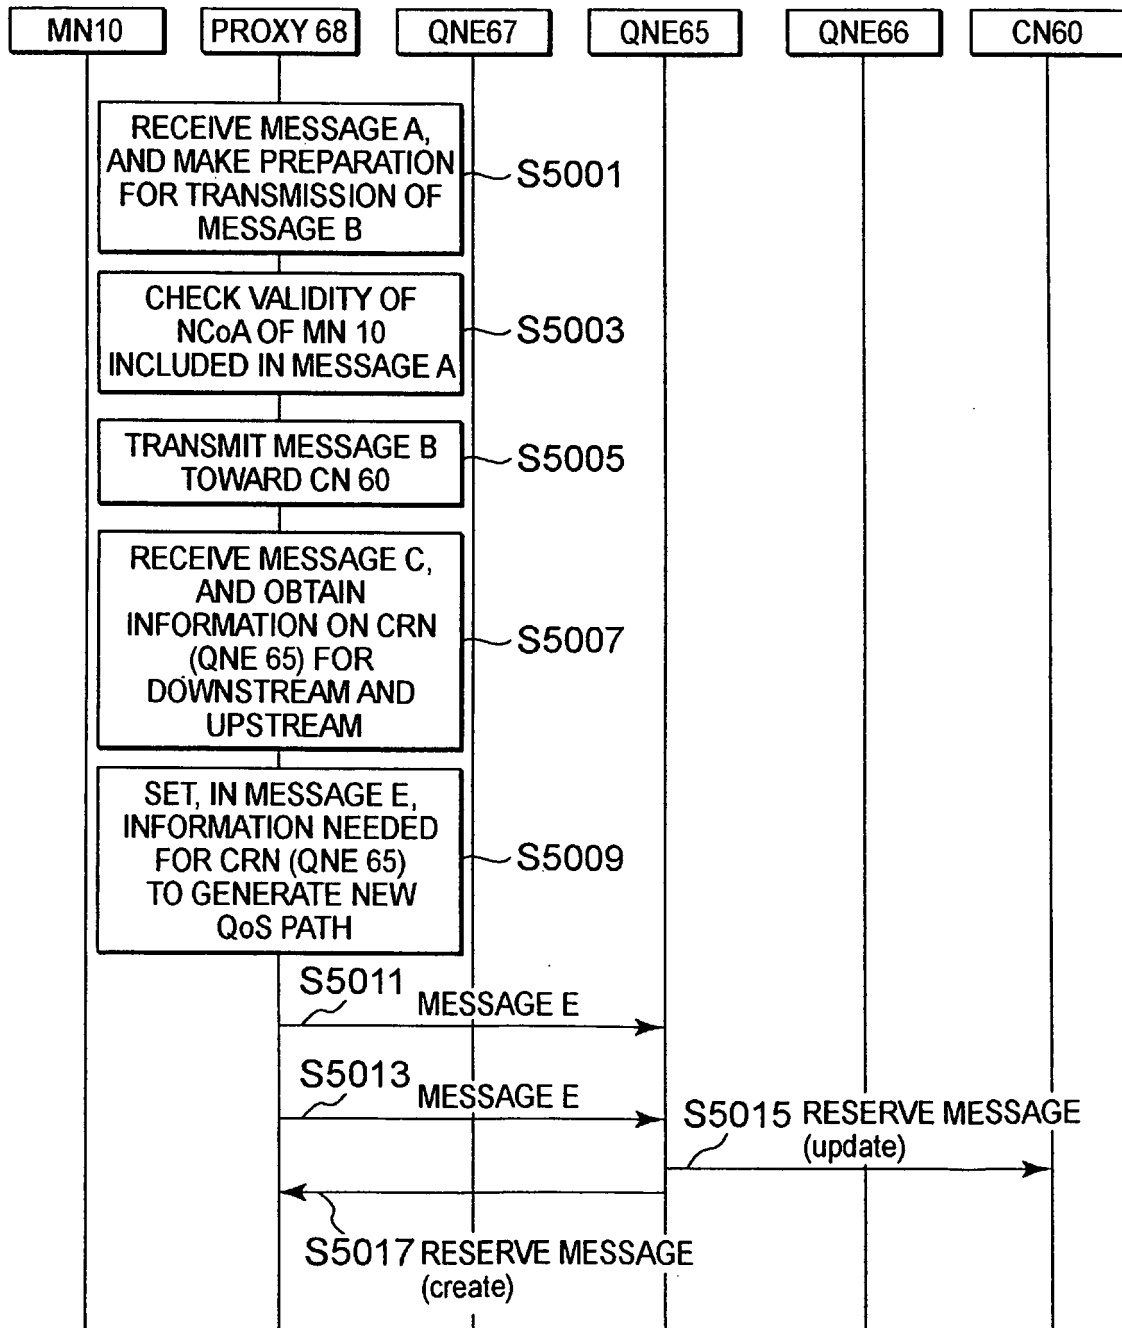 MN10
PROXY 68
QNE67
QNE65
QNE66
CN60
RECEIVE MESSAGE A,
AND MAKE PREPARATION
FOR TRANSMISSION OF
MESSAGE B
S5001
CHECK VALIDITY OF
NCoA OF MN 10
INCLUDED IN MESSAGE A
S5003
TRANSMIT MESSAGE B
TOWARD CN 60
S5005
RECEIVE MESSAGE C,
AND OBTAIN
INFORMATION ON CRN
(QNE 65) FOR
DOWNSTREAM AND
UPSTREAM
S5007
SET, IN MESSAGE E,
INFORMATION NEEDED
FOR CRN (QNE 65)
TO GENERATE NEW
QoS PATH
S5009
S5011
MESSAGE E
S5013
MESSAGE E
S5015 RESERVE MESSAGE
(update)
S5017 RESERVE MESSAGE
(create)